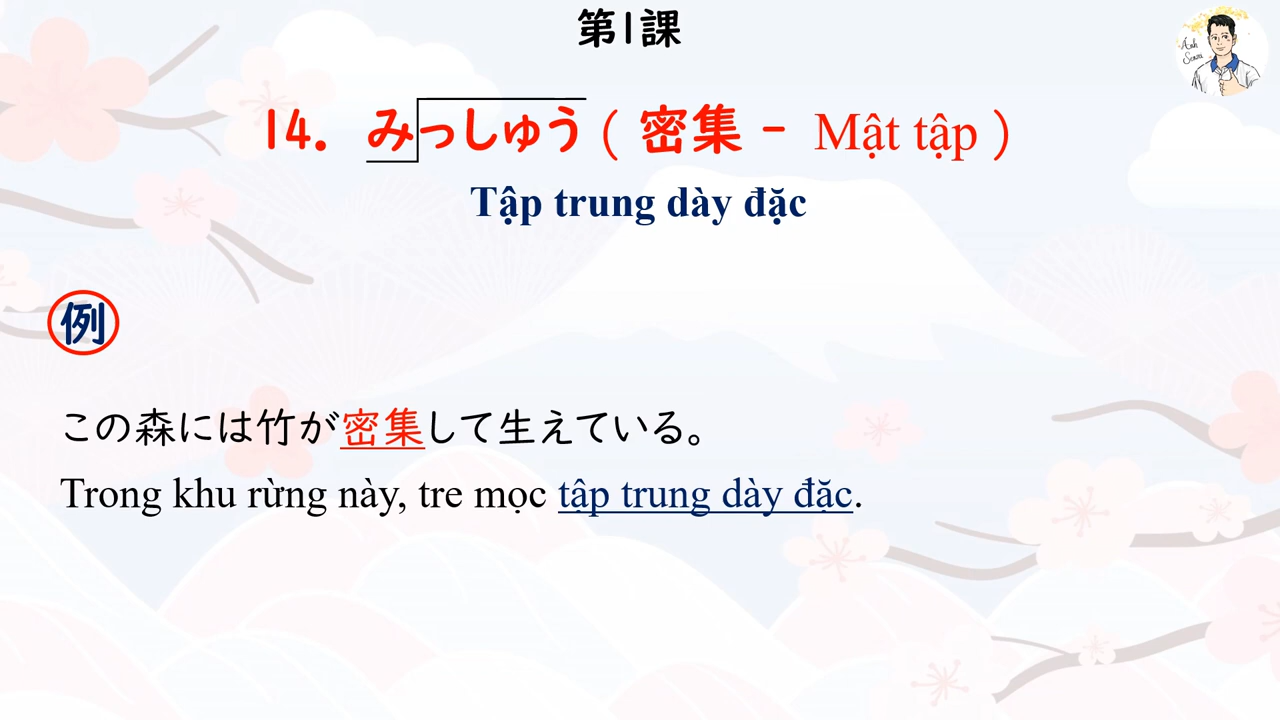 第1課
Ánh
Sensei
14. みっしゅう ( 密集 - Mật tập )
Tập trung dày đặc
例
この森には竹が密集して生えている。
Trong khu rừng này, tre mọc tập trung dày đặc.